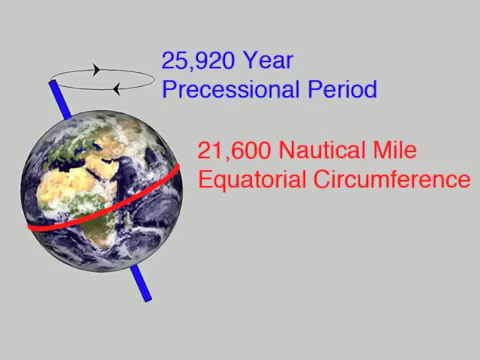 25,920 Year
Precessional Period
21,600 Nautical Mile
Equatorial Circumference